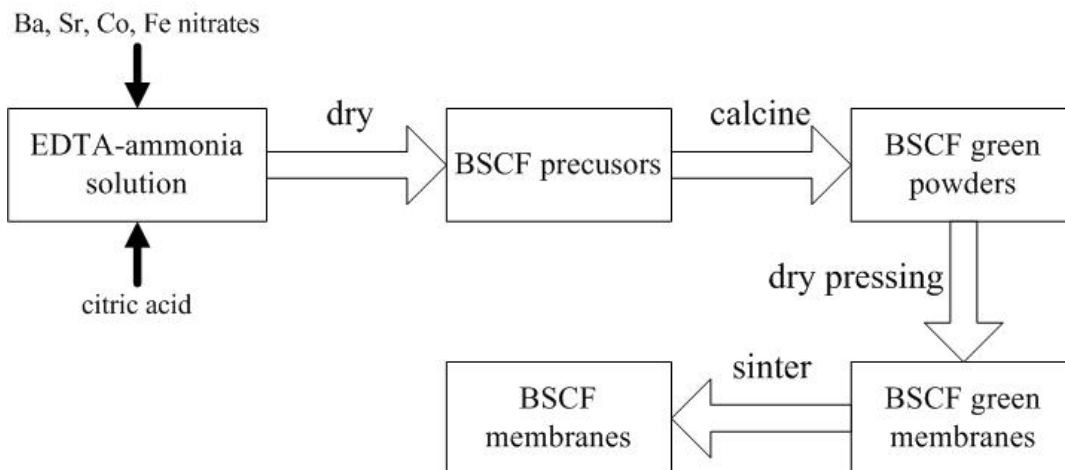 Ba, Sr, Co, Fe nitrates
EDTA-ammonia
solution
citric acid
dry
BSCF precusors
calcine
BSCF green
powders
dry pressing
BSCF green
membranes
sinter
BSCF
membranes